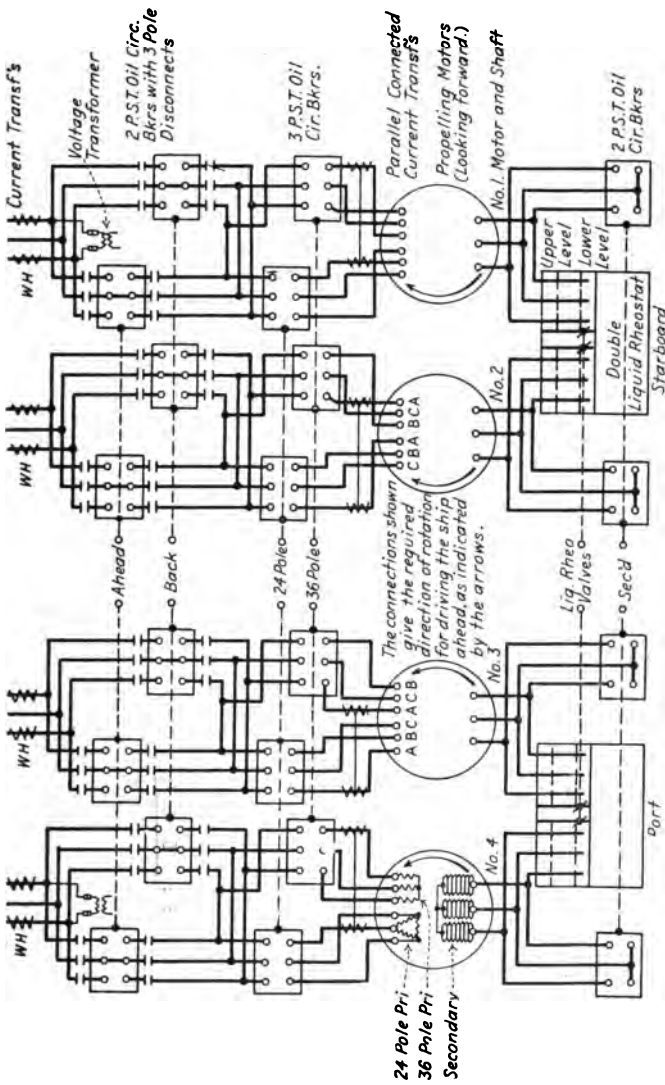 Current Transf's
WH
Voltage
Transformer
2 P.S.T. Oil Circ.
Bkrs with 3 Pole
Disconnects
3 P.S.T. Oil
Cir. Bkrs.
Parallel Connected
Current Transf's
Propelling Motors
(Looking forward.)
No.1. Motor and Shaft
2 P.S.T. Oil
Cir. Bkrs.
Upper
Level
Lower
Level
Double
Liquid Rheostat
Starboard
WH
CBA BCA
No.2
Ahead
Back
24 Pole
36 Pole
The connections shown
give the required
direction of rotation
for driving the ship
ahead, as indicated
by the arrows.
Liq. Rheo
Valves
Sec'd
WH
ABC ACB
No.3
WH
No.4
Port
24 Pole Pri
36 Pole Pri
Secondary